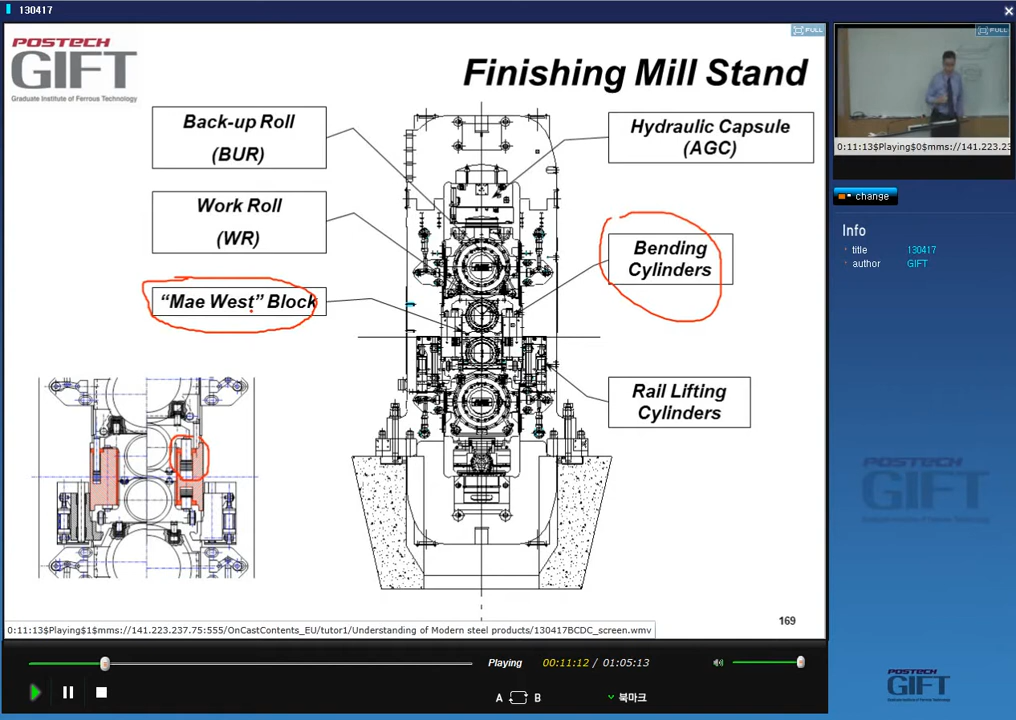 130417
POSTECH
GIFT
Graduate Institute of Ferrous Technology
FULL
Finishing Mill Stand
Back-up Roll
(BUR)
Hydraulic Capsule
(AGC)
Work Roll
(WR)
Bending
Cylinders
“Mae West” Block
Rail Lifting
Cylinders
169
0:11:13$Playing$1$mms://141.223.237.75:555/OnCastContents_EU/tutor1/Understanding of Modern steel products/130417BCDC_screen.wmv
Playing
00:11:12 / 01:05:13
A B
북마크
FULL
0:11:13$Playing$0$mms://141.223.23
change
Info
title 130417
author GIFT
POSTECH
GIFT
POSTECH
GIFT